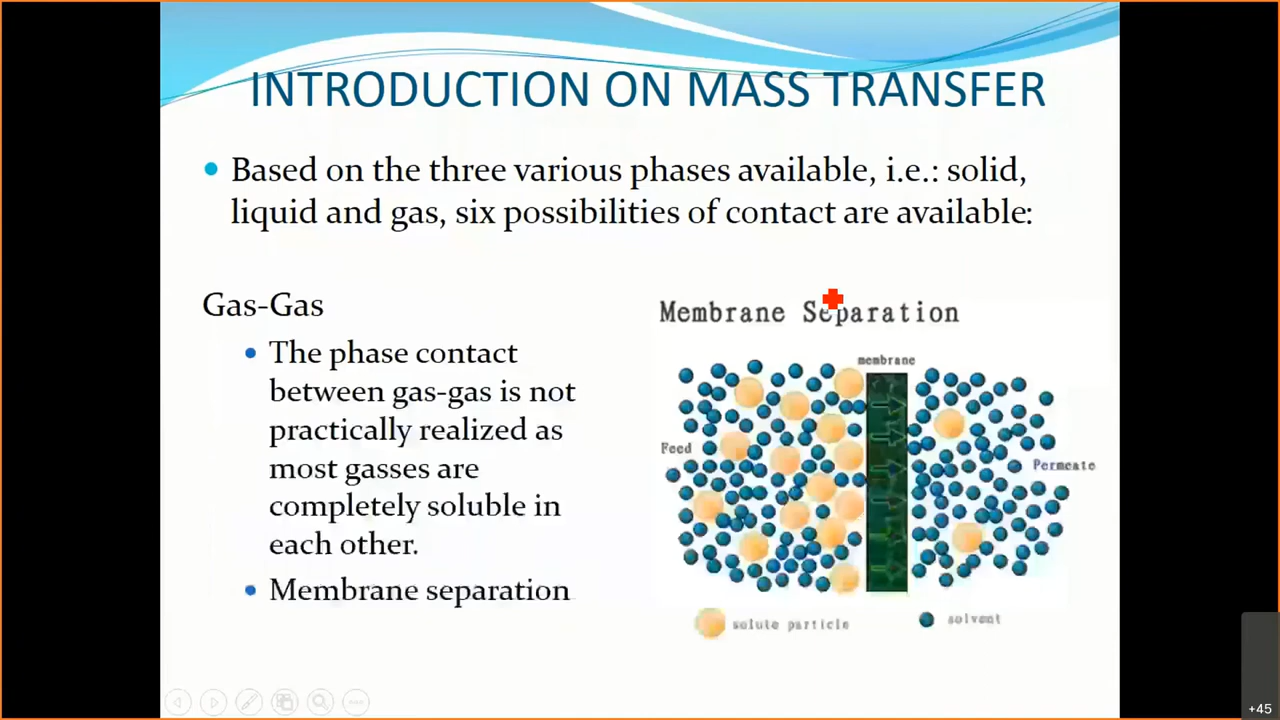 INTRODUCTION ON MASS TRANSFER
Based on the three various phases available, i.e.: solid,
liquid and gas, six possibilities of contact are available:
Gas-Gas
The phase contact
between gas-gas is not
practically realized as
most gasses are
completely soluble in
each other.
Membrane separation
Membrane Separation
membrane
Feed
Permeate
solute particle
solvent
+45